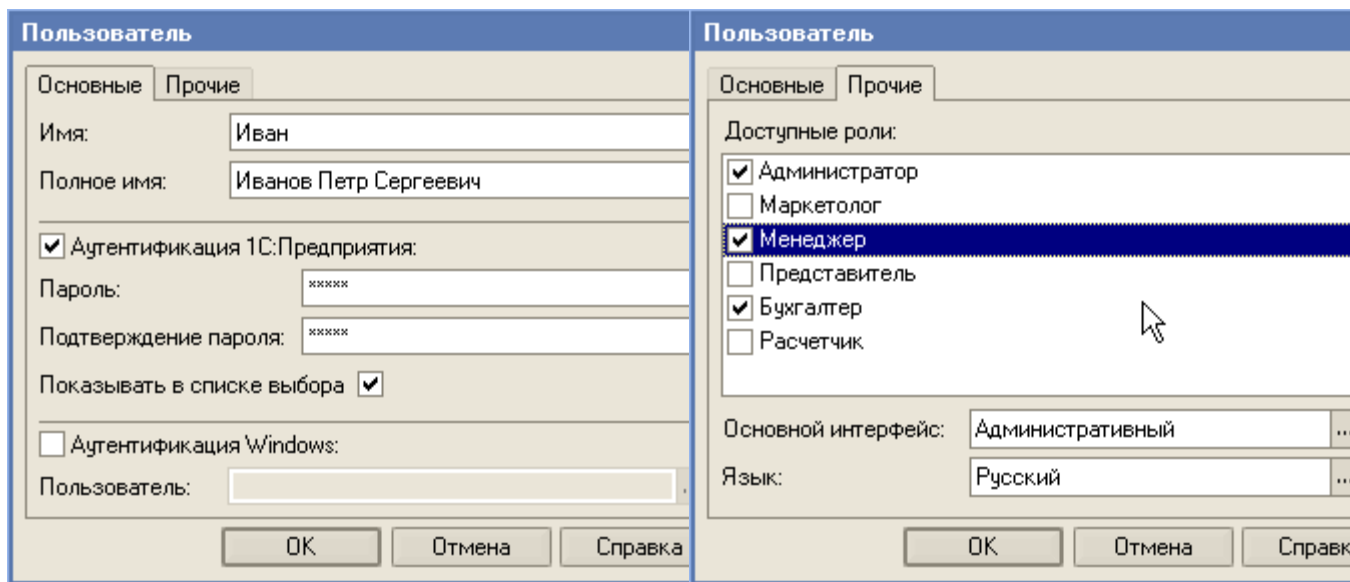 Пользователь
Основные Прочие
Имя: Иван
Полное имя: Иванов Петр Сергеевич
Аутентификация 1С:Предприятия:
Пароль: *****
Подтверждение пароля: *****
Показывать в списке выбора
Аутентификация Windows:
Пользователь:
OK Отмена Справка
Пользователь
Основные Прочие
Доступные роли:
Администратор
Маркетолог
Менеджер
Представитель
Бухгалтер
Расчетчик
Основной интерфейс: Административный ...
Язык: Русский ...
OK Отмена Справк